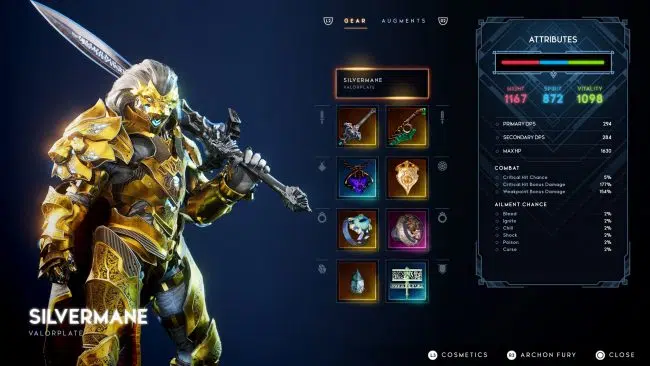 L1 GEAR AUGMENTS R1
SILVERMANE
VALORPLATE
ATTRIBUTES
MIGHT SPIRIT VITALITY
1167 872 1098
PRIMARY DPS 294
SECONDARY DPS 284
MAX HP 1630
COMBAT
Critical Hit Chance 5%
Critical Hit Bonus Damage 177%
Weakpoint Bonus Damage 154%
AILMENT CHANCE
Bleed 2%
Ignite 2%
Chill 2%
Shock 2%
Poison 2%
Curse 2%
SILVERMANE
VALORPLATE
COSMETICS ARCHON FURY CLOSE